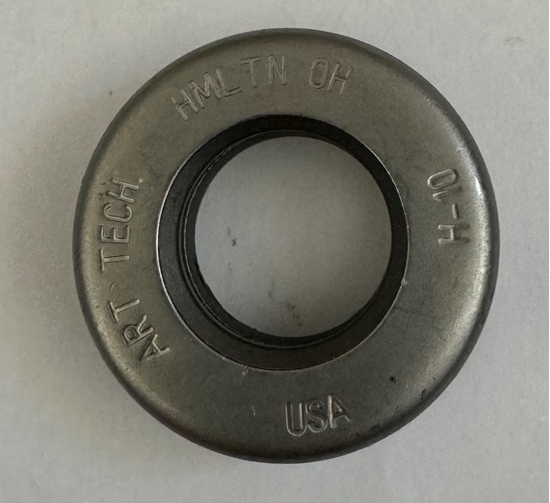 ART TECH.
HMLTN OH
H-10
USA